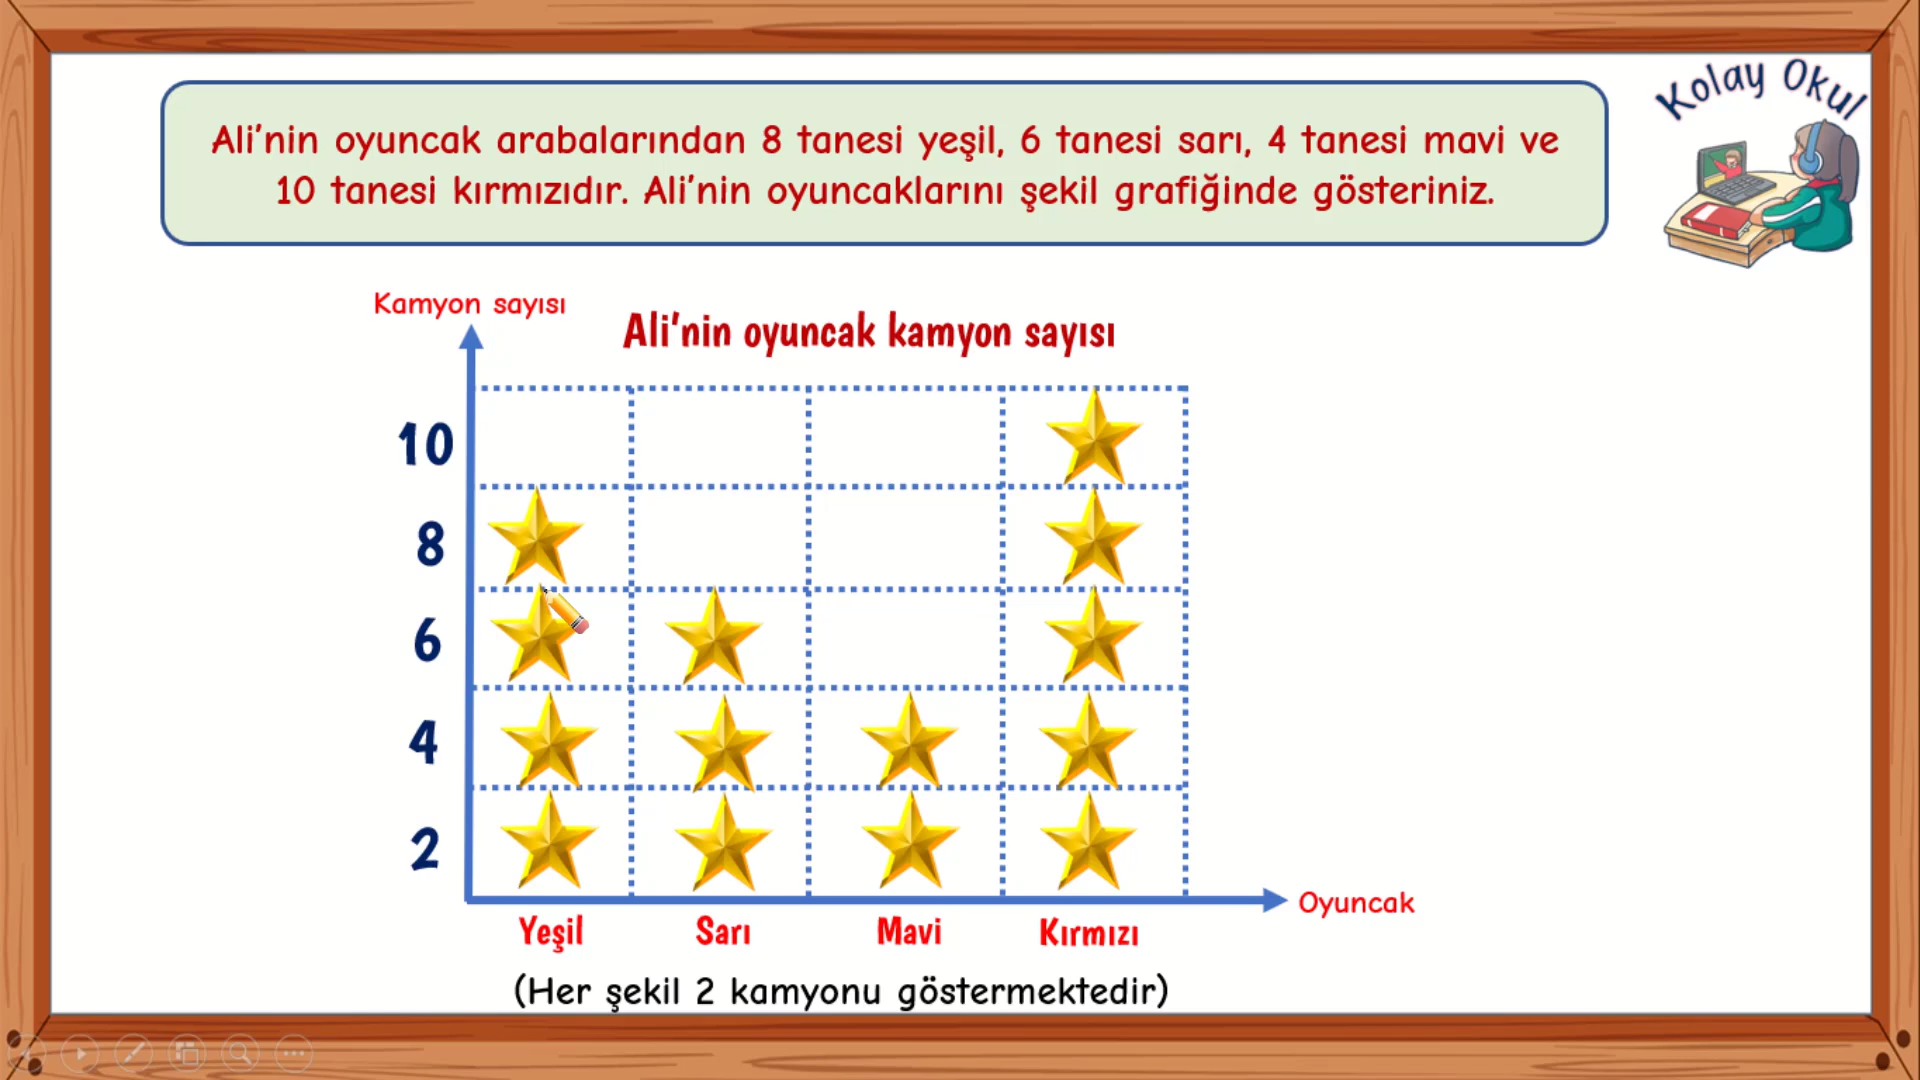 Kolay Okul
Ali'nin oyuncak arabalarından 8 tanesi yeşil, 6 tanesi sarı, 4 tanesi mavi ve
10 tanesi kırmızıdır. Ali'nin oyuncaklarını şekil grafiğinde gösteriniz.
Kamyon sayısı
Ali'nin oyuncak kamyon sayısı
10
8
6
4
2
Oyuncak
Yeşil Sarı Mavi Kırmızı
(Her şekil 2 kamyonu göstermektedir)